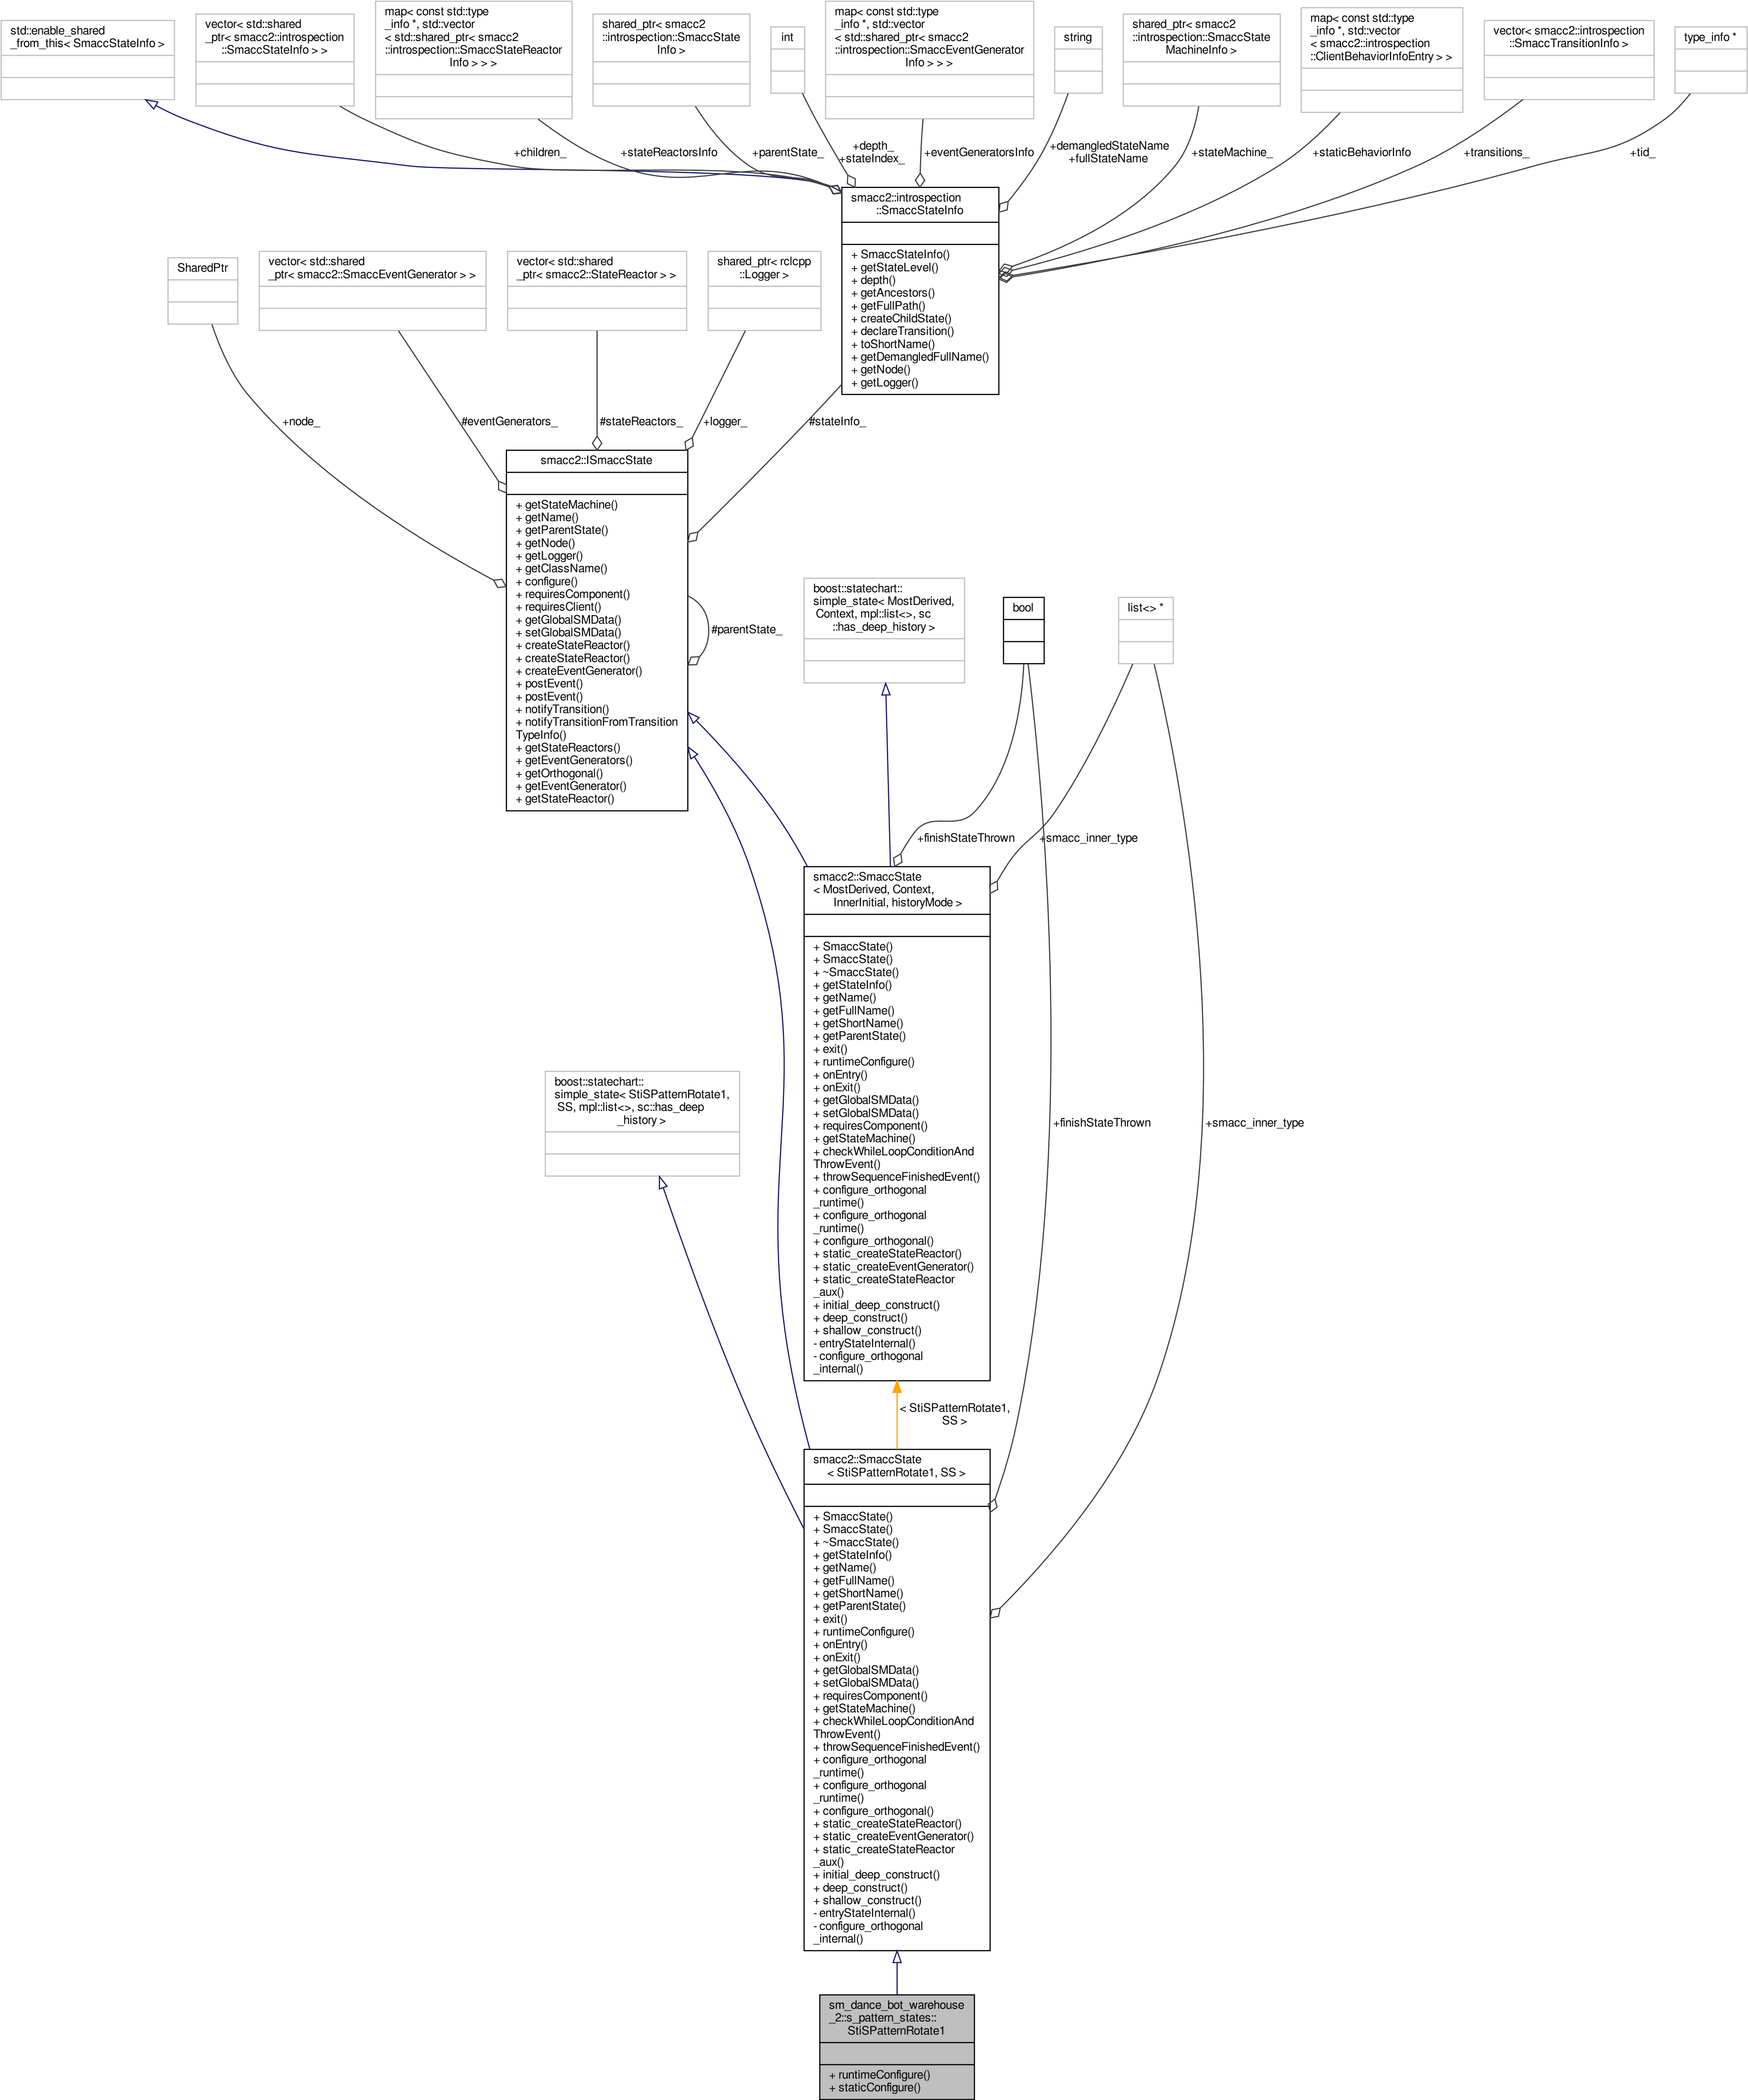 std::enable_shared
_from_this< SmaccStateInfo >
vector< std::shared
_ptr< smacc2::introspection
::SmaccStateInfo > >
map< const std::type
_info *, std::vector
< std::shared_ptr< smacc2
::introspection::SmaccStateReactor
Info > > >
shared_ptr< smacc2
::introspection::SmaccState
Info >
int
map< const std::type
_info *, std::vector
< std::shared_ptr< smacc2
::introspection::SmaccEventGenerator
Info > > >
string
shared_ptr< smacc2
::introspection::SmaccState
MachineInfo >
map< const std::type
_info *, std::vector
< smacc2::introspection
::ClientBehaviorInfoEntry > >
vector< smacc2::introspection
::SmaccTransitionInfo >
type_info *
+children_
+stateReactorsInfo
+parentState_
+depth_
+stateIndex_
+eventGeneratorsInfo
+demangledStateName
+fullStateName
+stateMachine_
+staticBehaviorInfo
+transitions_
+tid_
smacc2::introspection
::SmaccStateInfo
+ SmaccStateInfo()
+ getStateLevel()
+ depth()
+ getAncestors()
+ getFullPath()
+ createChildState()
+ declareTransition()
+ toShortName()
+ getDemangledFullName()
+ getNode()
+ getLogger()
SharedPtr
vector< std::shared
_ptr< smacc2::SmaccEventGenerator > >
vector< std::shared
_ptr< smacc2::StateReactor > >
shared_ptr< rclcpp
::Logger >
+node_
#eventGenerators_
#stateReactors_
+logger_
#stateInfo_
smacc2::ISmaccState
+ getStateMachine()
+ getName()
+ getParentState()
+ getNode()
+ getLogger()
+ getClassName()
+ configure()
+ requiresComponent()
+ requiresClient()
+ getGlobalSMData()
+ setGlobalSMData()
+ createStateReactor()
+ createStateReactor()
+ createEventGenerator()
+ postEvent()
+ postEvent()
+ notifyTransition()
+ notifyTransitionFromTransition
TypeInfo()
+ getStateReactors()
+ getEventGenerators()
+ getOrthogonal()
+ getEventGenerator()
+ getStateReactor()
#parentState_
boost::statechart::
simple_state< MostDerived,
Context, mpl::list<>, sc
::has_deep_history >
bool
list<> *
+finishStateThrown
+smacc_inner_type
smacc2::SmaccState
< MostDerived, Context,
InnerInitial, historyMode >
+ SmaccState()
+ SmaccState()
+ ~SmaccState()
+ getStateInfo()
+ getName()
+ getFullName()
+ getShortName()
+ getParentState()
+ exit()
+ runtimeConfigure()
+ onEntry()
+ onExit()
+ getGlobalSMData()
+ setGlobalSMData()
+ requiresComponent()
+ getStateMachine()
+ checkWhileLoopConditionAnd
ThrowEvent()
+ throwSequenceFinishedEvent()
+ configure_orthogonal
_runtime()
+ configure_orthogonal
_runtime()
+ configure_orthogonal()
+ static_createStateReactor()
+ static_createEventGenerator()
+ static_createStateReactor
_aux()
+ initial_deep_construct()
+ deep_construct()
+ shallow_construct()
- entryStateInternal()
- configure_orthogonal
_internal()
boost::statechart::
simple_state< StiSPatternRotate1,
SS, mpl::list<>, sc::has_deep
_history >
+finishStateThrown
+smacc_inner_type
< StiSPatternRotate1,
SS >
smacc2::SmaccState
< StiSPatternRotate1, SS >
+ SmaccState()
+ SmaccState()
+ ~SmaccState()
+ getStateInfo()
+ getName()
+ getFullName()
+ getShortName()
+ getParentState()
+ exit()
+ runtimeConfigure()
+ onEntry()
+ onExit()
+ getGlobalSMData()
+ setGlobalSMData()
+ requiresComponent()
+ getStateMachine()
+ checkWhileLoopConditionAnd
ThrowEvent()
+ throwSequenceFinishedEvent()
+ configure_orthogonal
_runtime()
+ configure_orthogonal
_runtime()
+ configure_orthogonal()
+ static_createStateReactor()
+ static_createEventGenerator()
+ static_createStateReactor
_aux()
+ initial_deep_construct()
+ deep_construct()
+ shallow_construct()
- entryStateInternal()
- configure_orthogonal
_internal()
sm_dance_bot_warehouse
_2::s_pattern_states::
StiSPatternRotate1
+ runtimeConfigure()
+ staticConfigure()